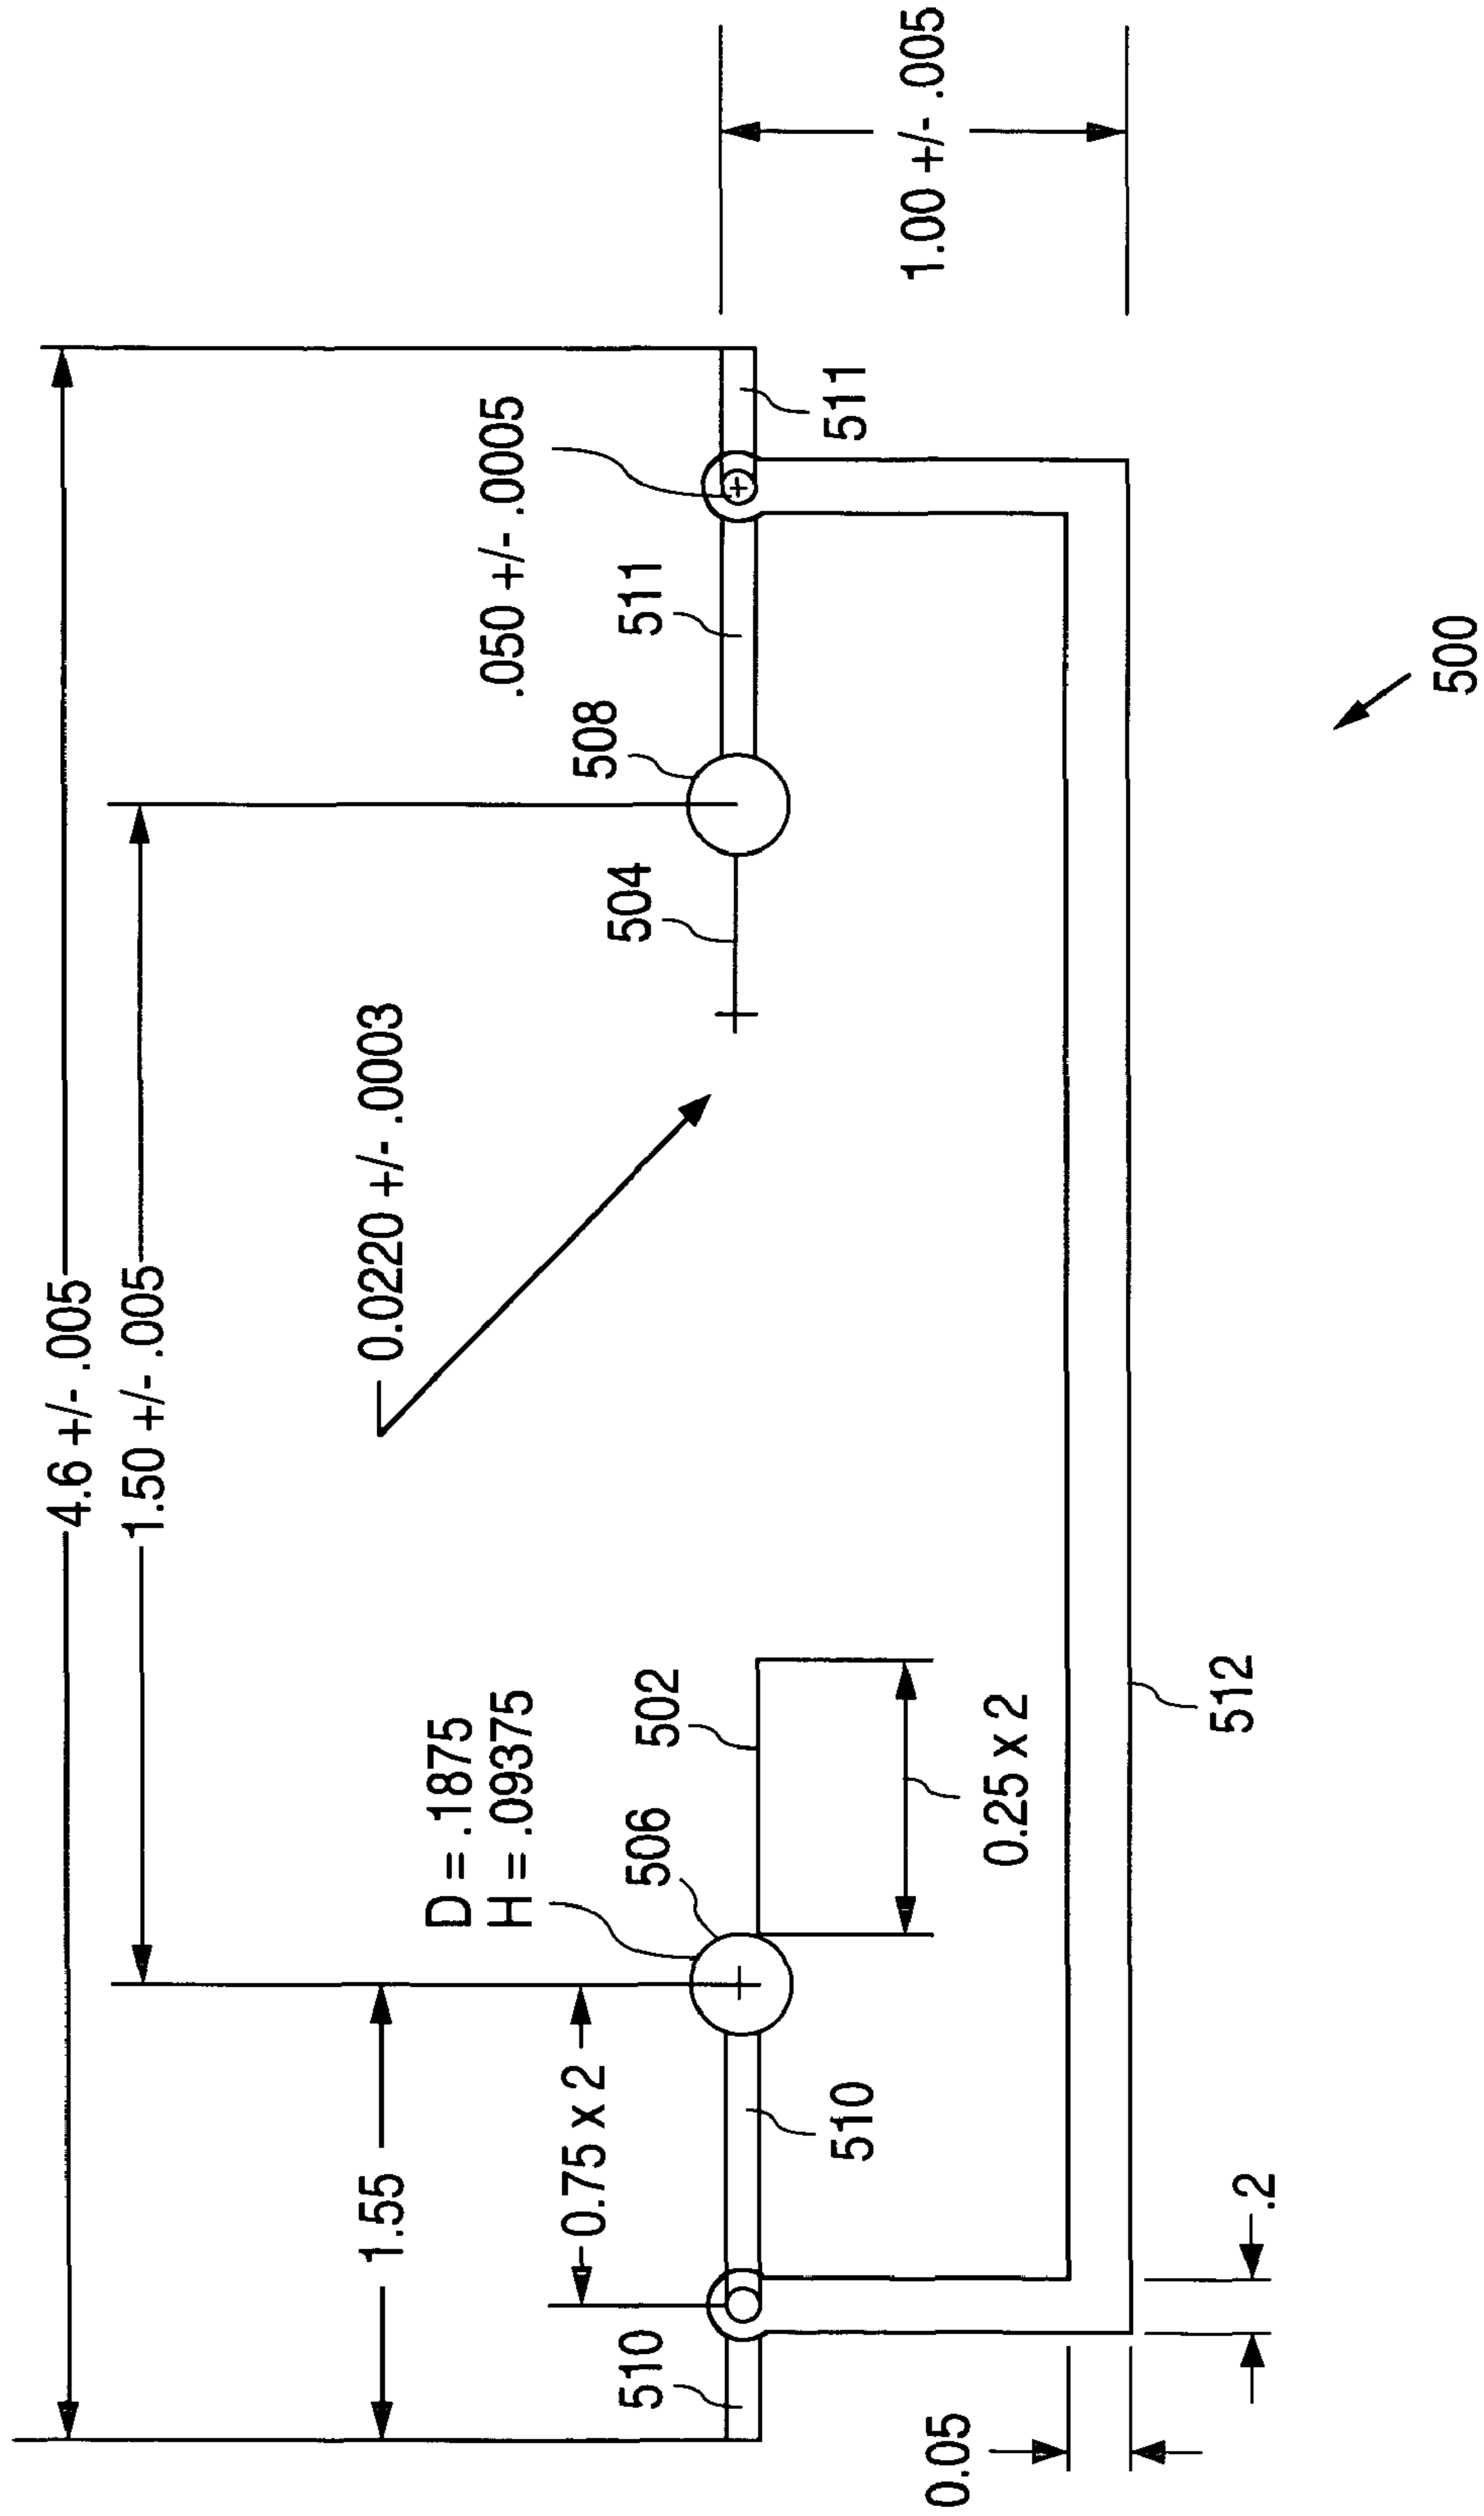 4.6 +/- .005
1.50 +/- .005
1.55
0.75 x 2
0.0220 +/- .0003
D = .1875
H = .09375
.050 +/- .0005
510
506
502
504
508
511
510
511
0.25 x 2
1.00 +/- .005
0.05
.2
512
500